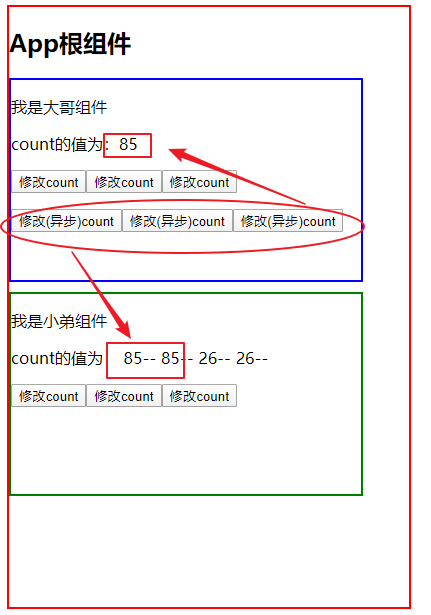 App根组件
我是大哥组件
count的值为：85
修改count 修改count 修改count
修改(异步)count 修改(异步)count 修改(异步)count
我是小弟组件
count的值为 85-- 85-- 26-- 26--
修改count 修改count 修改count